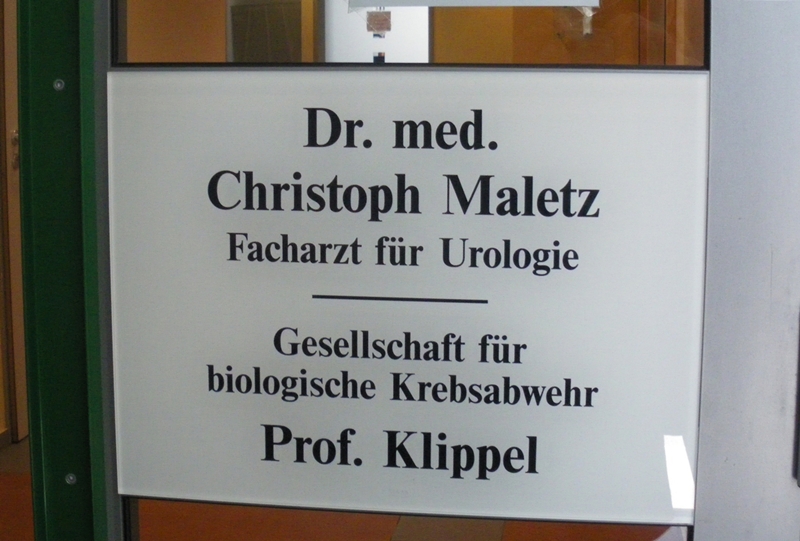 Dr. med.
Christoph Maletz
Facharzt für Urologie
Gesellschaft für
biologische Krebsabwehr
Prof. Klippel